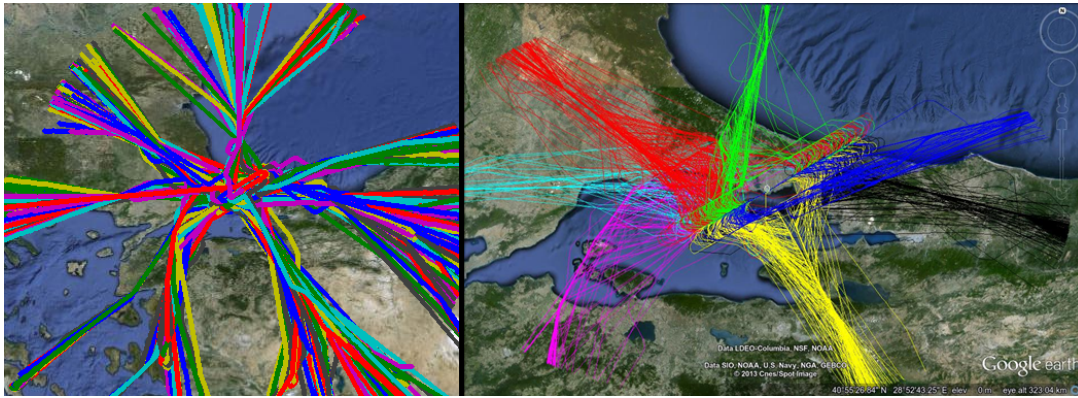 N
Data LDEO-Columbia, NSF, NOAA
Data SIO, NOAA, U.S. Navy, NGA, GEBCO
© 2013 Cnes/Spot Image
Google earth
40°55'26.84" N 28°52'43.25" E elev 0 m eye alt 323.04 km